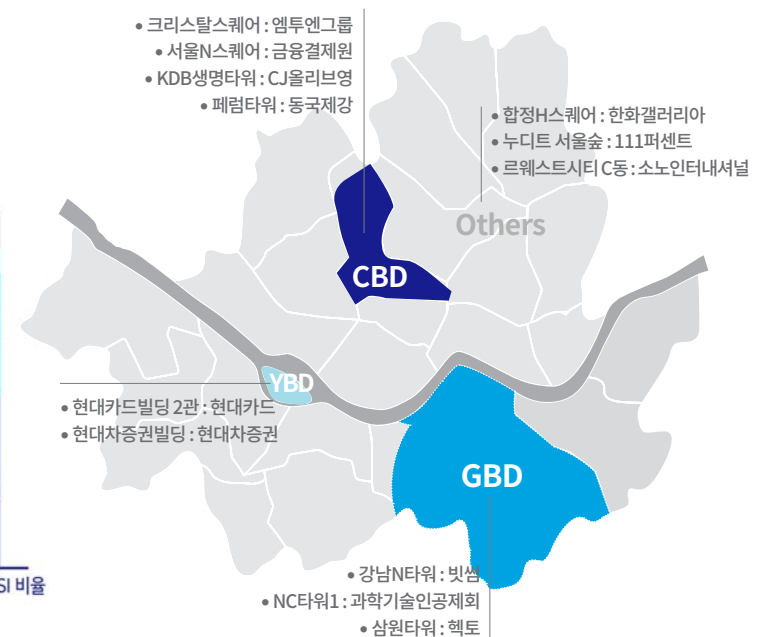 • 크리스탈스퀘어 : 엠투엔그룹
• 서울N스퀘어 : 금융결제원
• KDB생명타워 : CJ올리브영
• 페럼타워 : 동국제강
• 합정H스퀘어 : 한화갤러리아
• 누디트 서울숲 : 111퍼센트
• 르웨스트시티 C동 : 소노인터내셔널
Others
CBD
YBD
• 현대카드빌딩 2관 : 현대카드
• 현대차증권빌딩 : 현대차증권
GBD
• 강남N타워 : 빗썸
• NC타워1 : 과학기술인공제회
• 삼원타워 : 헥토
SI 비율